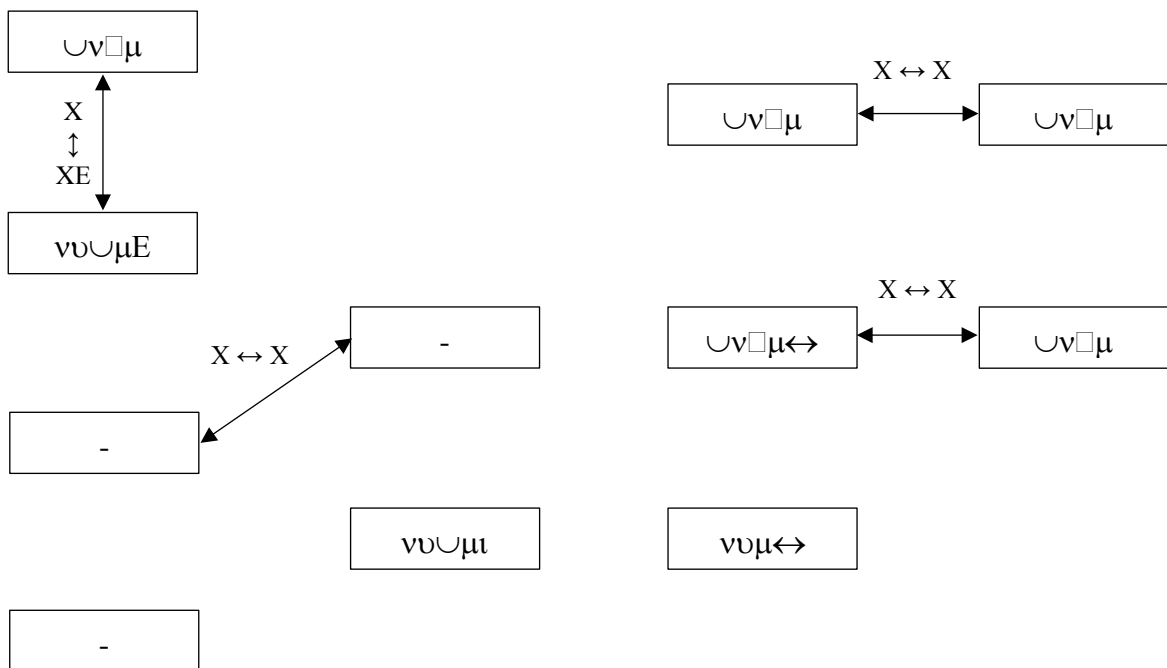 ∪ν□μ
X
↕
XE
νυ∪μE
X ↔ X
∪ν□μ
∪ν□μ
X ↔ X
-
X ↔ X
∪ν□μ↔
∪ν□μ
-
νυ∪μι
νυμ↔
-